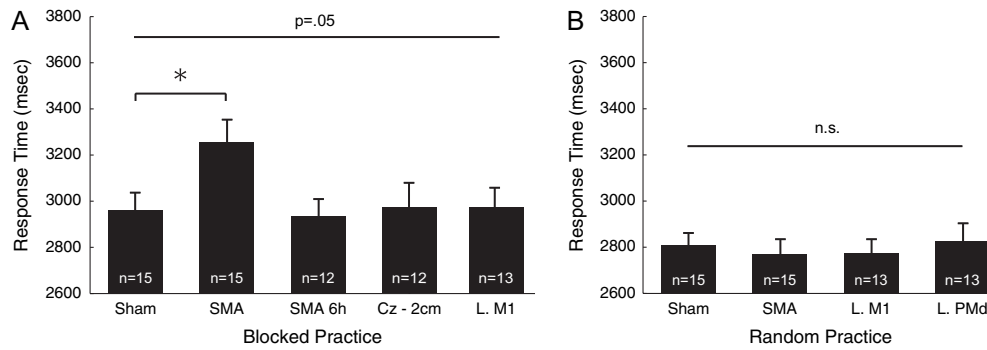 A
p=.05
*
3800
3600
3400
3200
3000
2800
2600
Response Time (msec)
n=15
n=15
n=12
n=12
n=13
Sham
SMA
SMA 6h
Cz - 2cm
L. M1
Blocked Practice
B
n.s.
3800
3600
3400
3200
3000
2800
2600
Response Time (msec)
n=15
n=15
n=13
n=13
Sham
SMA
L. M1
L. PMd
Random Practice